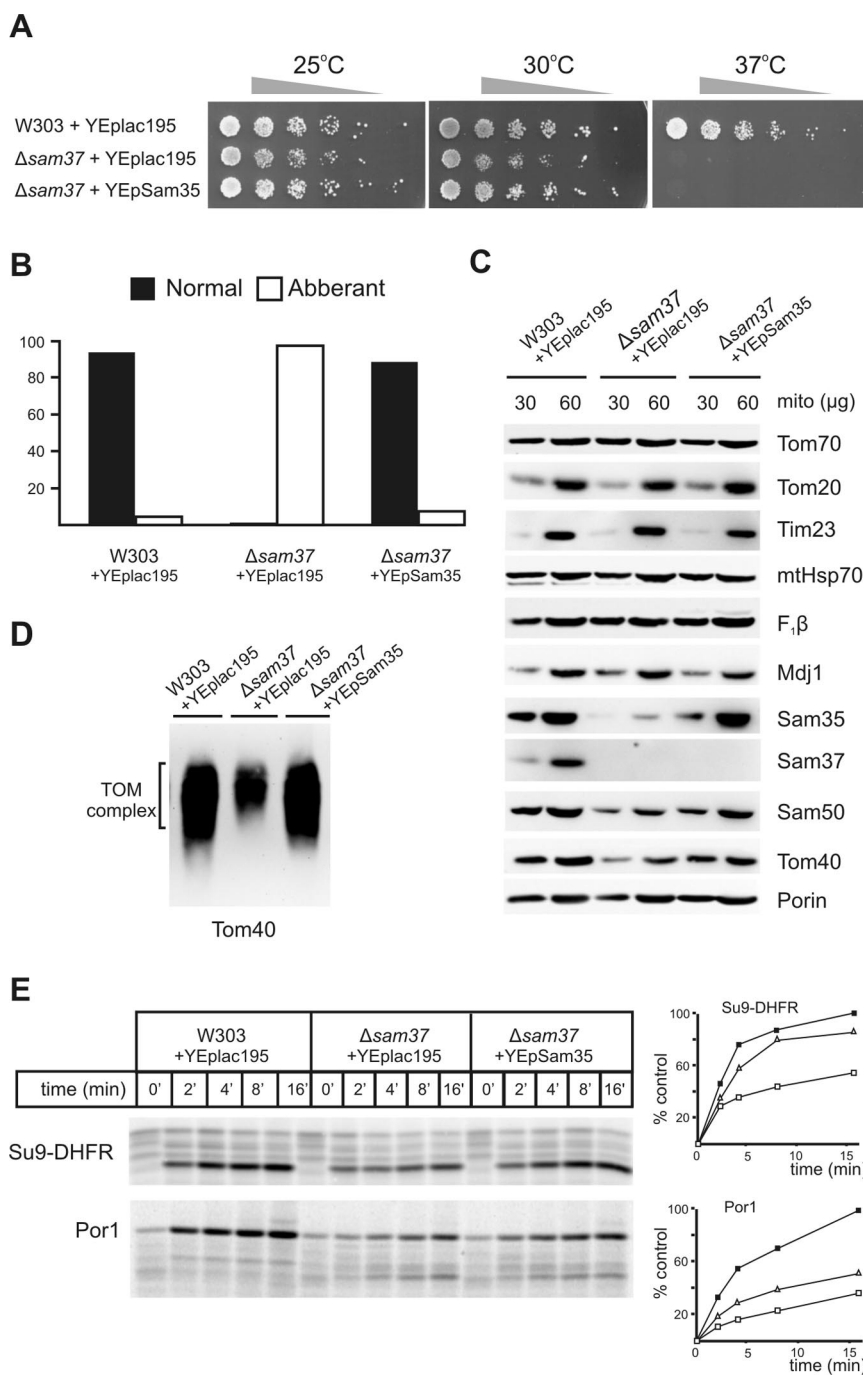 A
25°C 30°C 37°C
W303 + YEplac195
Δsam37 + YEplac195
Δsam37 + YEpSam35
B
Normal Abberant
100
80
60
40
20
W303
+YEplac195
Δsam37
+YEplac195
Δsam37
+YEpSam35
C
W303
+YEplac195
Δsam37
+YEplac195
Δsam37
+YEpSam35
30 60 30 60 30 60 mito (µg)
Tom70
Tom20
Tim23
mtHsp70
F₁β
Mdj1
Sam35
Sam37
Sam50
Tom40
Porin
D
W303
+YEplac195
Δsam37
+YEplac195
Δsam37
+YEpSam35
TOM
complex
Tom40
E
W303
+YEplac195
Δsam37
+YEplac195
Δsam37
+YEpSam35
time (min) 0' 2' 4' 8' 16' 0' 2' 4' 8' 16' 0' 2' 4' 8' 16'
Su9-DHFR
Por1
Su9-DHFR
% control
100
60
20
0 5 10 15
time (min)
Por1
% control
100
60
20
0 5 10 15
time (min)